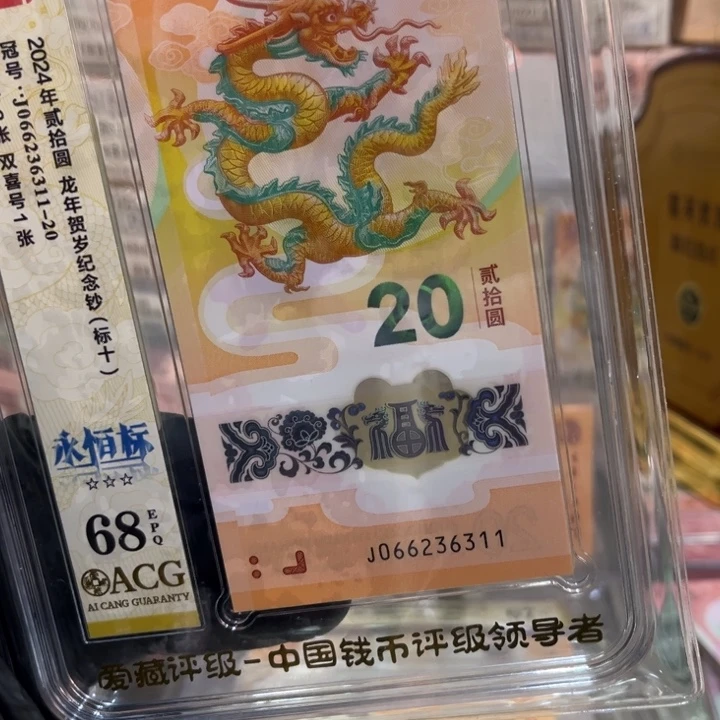 2024年贰拾圆 龙年贺岁纪念钞(标十)
冠号:J066236311-20
张 双喜号1张
永恒标
☆☆☆
68
EPQ
ACG
AI CANG GUARANTY
20
贰拾圆
福
J066236311
爱藏评级-中国钱币评级领导者